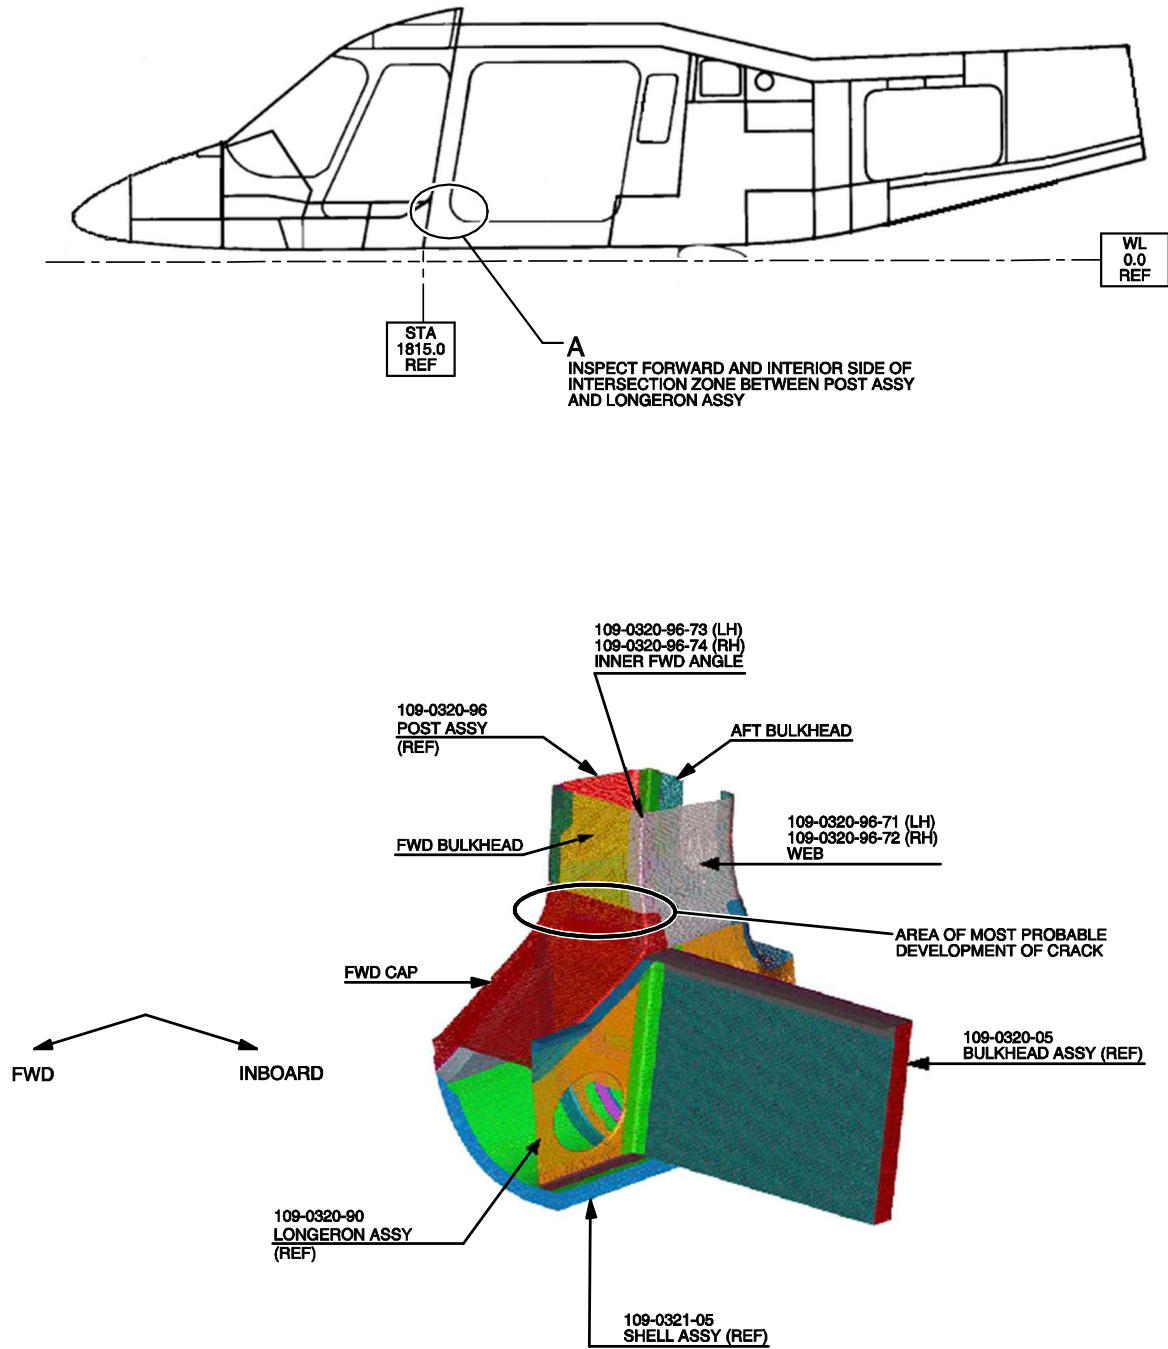 WL
0.0
REF
STA
1815.0
REF
A
INSPECT FORWARD AND INTERIOR SIDE OF
INTERSECTION ZONE BETWEEN POST ASSY
AND LONGERON ASSY
109-0320-96-73 (LH)
109-0320-96-74 (RH)
INNER FWD ANGLE
109-0320-96
POST ASSY
(REF)
AFT BULKHEAD
109-0320-96-71 (LH)
109-0320-96-72 (RH)
WEB
FWD BULKHEAD
AREA OF MOST PROBABLE
DEVELOPMENT OF CRACK
FWD CAP
109-0320-05
BULKHEAD ASSY (REF)
FWD
INBOARD
109-0320-90
LONGERON ASSY
(REF)
109-0321-05
SHELL ASSY (REF)